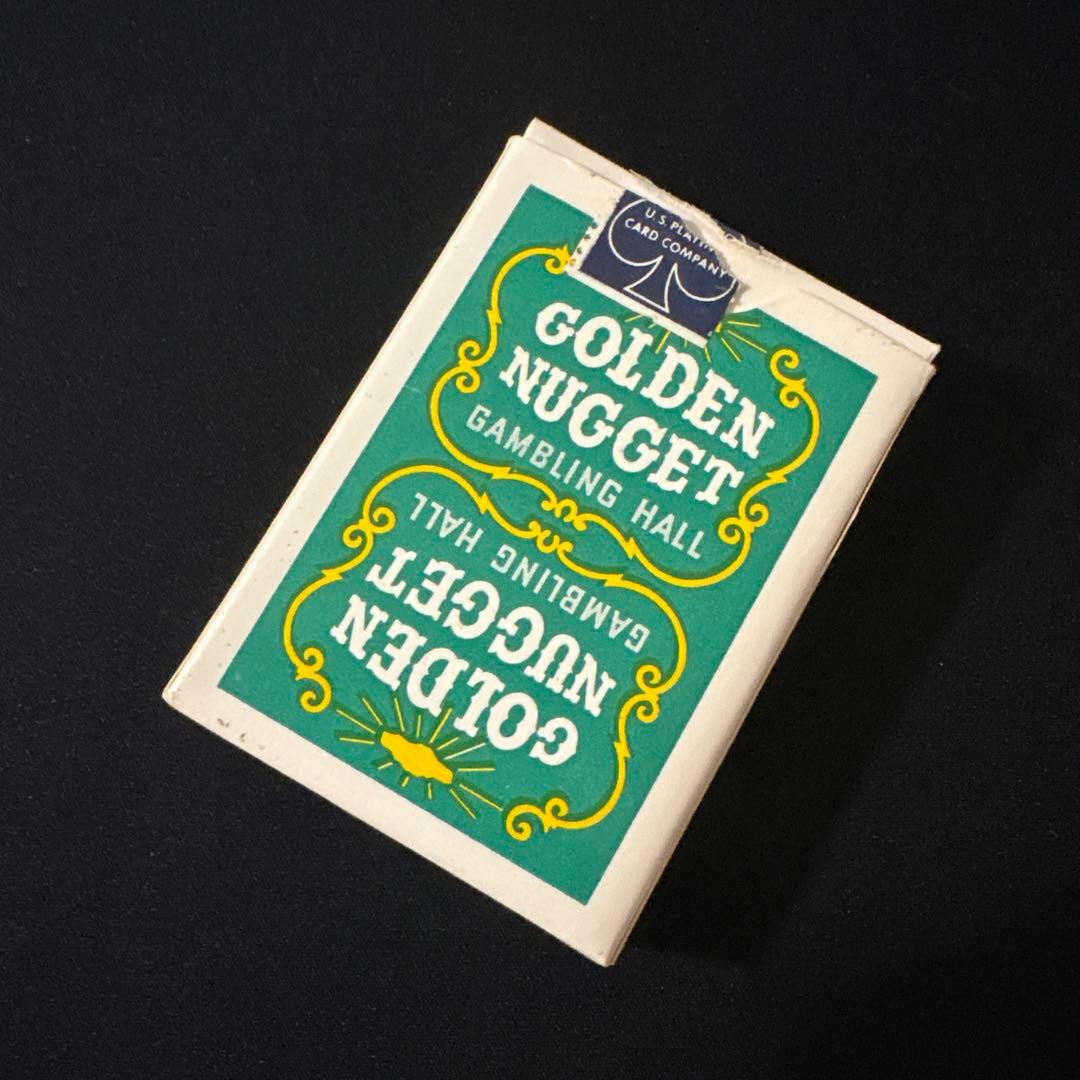 U.S. PLAYING
CARD COMPANY
GOLDEN
NUGGET
GAMBLING HALL
GAMBLING HALL
NUGGET
GOLDEN